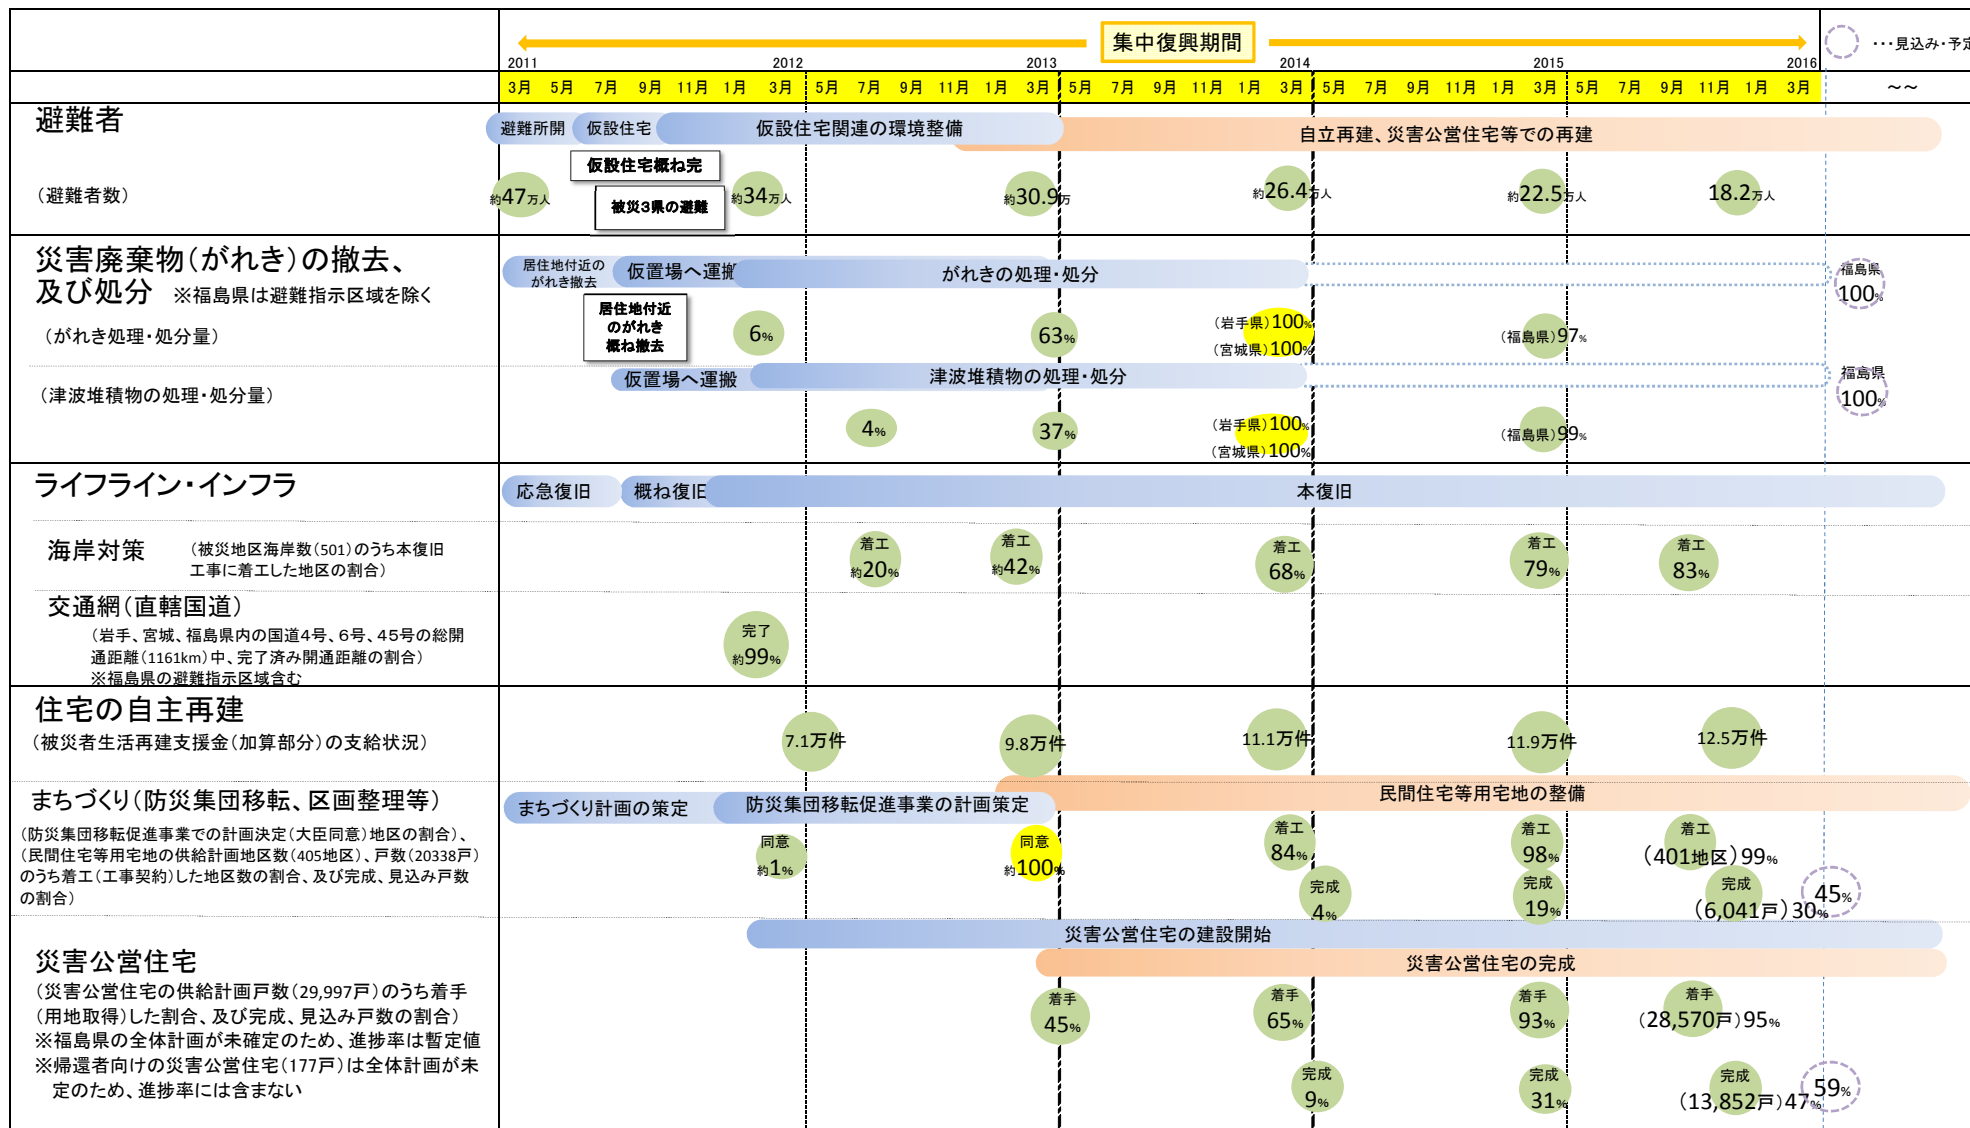 集中復興期間
･･･見込み・予定
2011 2012 2013 2014 2015 2016
3月 5月 7月 9月 11月 1月 3月 5月 7月 9月 11月 1月 3月 5月 7月 9月 11月 1月 3月 5月 7月 9月 11月 1月 3月 5月 7月 9月 11月 1月 3月 ～～
避難者
避難所開 仮設住宅 仮設住宅関連の環境整備 自立再建、災害公営住宅等での再建
仮設住宅概ね完
（避難者数）
約47万人 被災3県の避難 約34万人 約30.9万 約26.4万人 約22.5万人 18.2万人
災害廃棄物（がれき）の撤去、
及び処分 ※福島県は避難指示区域を除く
居住地付近の
がれき撤去
仮置場へ運搬 がれきの処理・処分
福島県
100%
（がれき処理・処分量）
居住地付近
のがれき
概ね撤去
6% 63%
（岩手県）100%
（宮城県）100%
（福島県）97%
仮置場へ運搬 津波堆積物の処理・処分
福島県
100%
（津波堆積物の処理・処分量）
4% 37%
（岩手県）100%
（宮城県）100%
（福島県）99%
ライフライン・インフラ
応急復旧 概ね復旧 本復旧
海岸対策 （被災地区海岸数（501）のうち本復旧
工事に着工した地区の割合）
着工 着工 着工 着工 着工
約20% 約42% 68% 79% 83%
交通網（直轄国道）
（岩手、宮城、福島県内の国道4号、6号、45号の総開
通距離（1161km）中、完了済み開通距離の割合）
※福島県の避難指示区域含む
完了
約99%
住宅の自主再建
（被災者生活再建支援金（加算部分）の支給状況）
7.1万件 9.8万件 11.1万件 11.9万件 12.5万件
まちづくり（防災集団移転、区画整理等）
まちづくり計画の策定 防災集団移転促進事業の計画策定 民間住宅等用宅地の整備
（防災集団移転促進事業での計画決定（大臣同意）地区の割合）、
（民間住宅等用宅地の供給計画地区数（405地区）、戸数（20338戸）
のうち着工（工事契約）した地区数の割合、及び完成、見込み戸数
の割合）
同意 同意 着工 着工 着工
約1% 約100% 84% 98% （401地区）99%
完成 完成 完成
4% 19% （6,041戸）30% 45%
災害公営住宅の建設開始
災害公営住宅
災害公営住宅の完成
（災害公営住宅の供給計画戸数（29,997戸）のうち着手
（用地取得）した割合、及び完成、見込み戸数の割合）
※福島県の全体計画が未確定のため、進捗率は暫定値
※帰還者向けの災害公営住宅（177戸）は全体計画が未
定のため、進捗率には含まない
着手 着手 着手 着手
45% 65% 93% （28,570戸）95%
完成 完成 完成
9% 31% （13,852戸）47% 59%